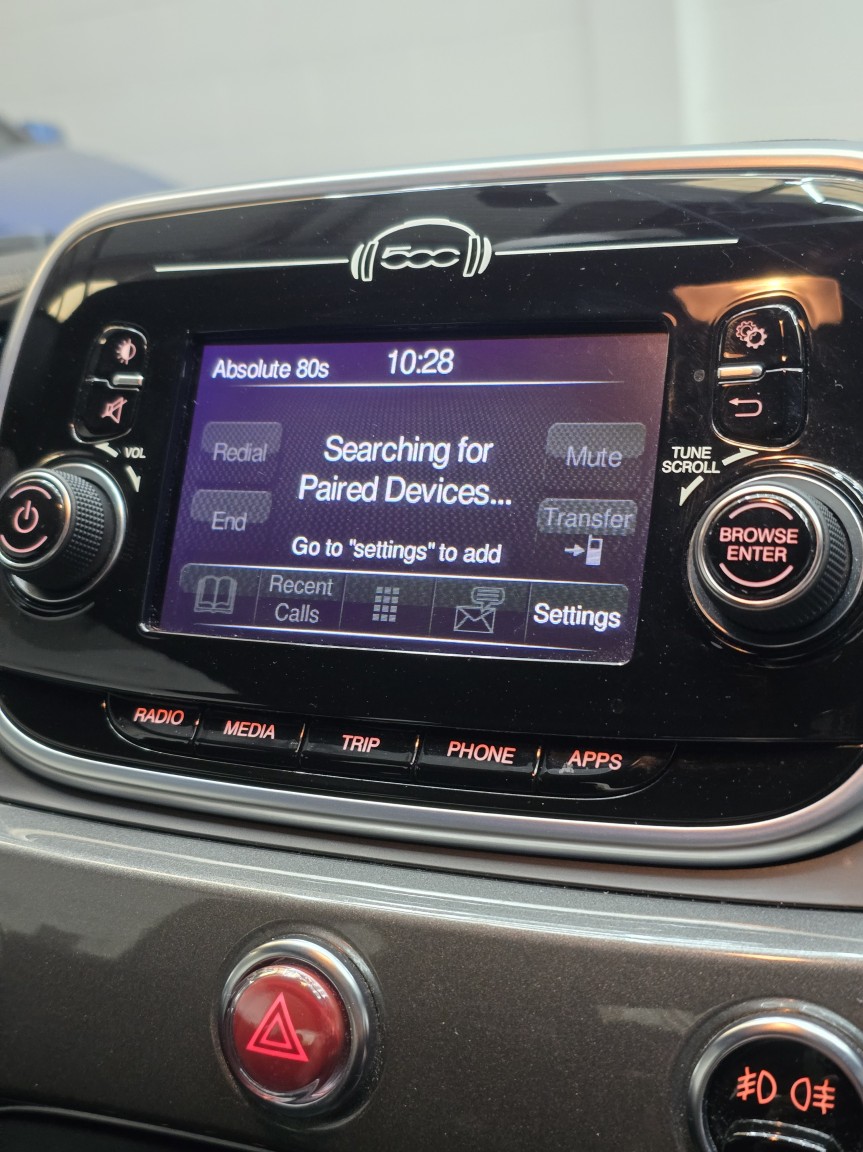 500
Absolute 80s 10:28
VOL
TUNE
SCROLL
Redial
Searching for
Paired Devices...
Mute
End
Transfer
Go to "settings" to add
Recent
Calls
Settings
BROWSE
ENTER
RADIO
MEDIA
TRIP
PHONE
APPS